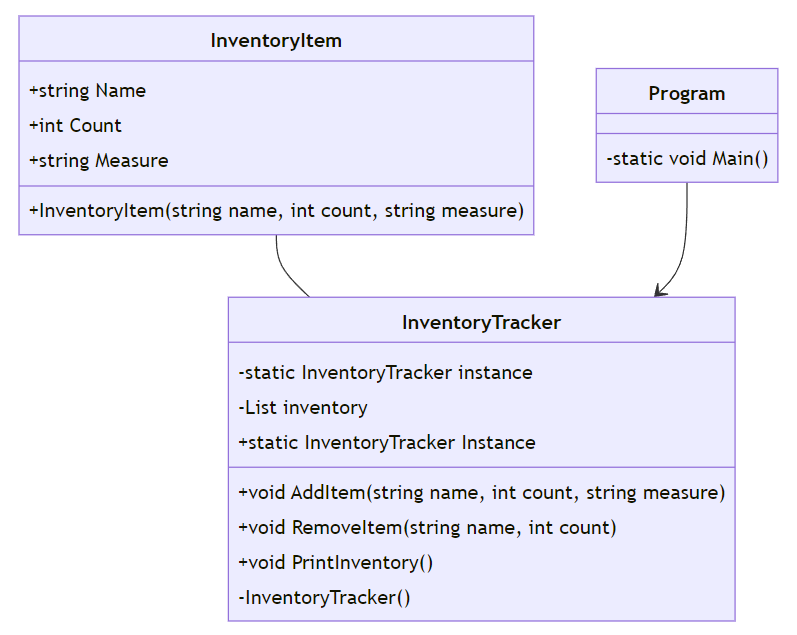 InventoryItem
+string Name
+int Count
+string Measure
+InventoryItem(string name, int count, string measure)
Program
-static void Main()
InventoryTracker
-static InventoryTracker instance
-List inventory
+static InventoryTracker Instance
+void AddItem(string name, int count, string measure)
+void RemoveItem(string name, int count)
+void PrintInventory()
-InventoryTracker()